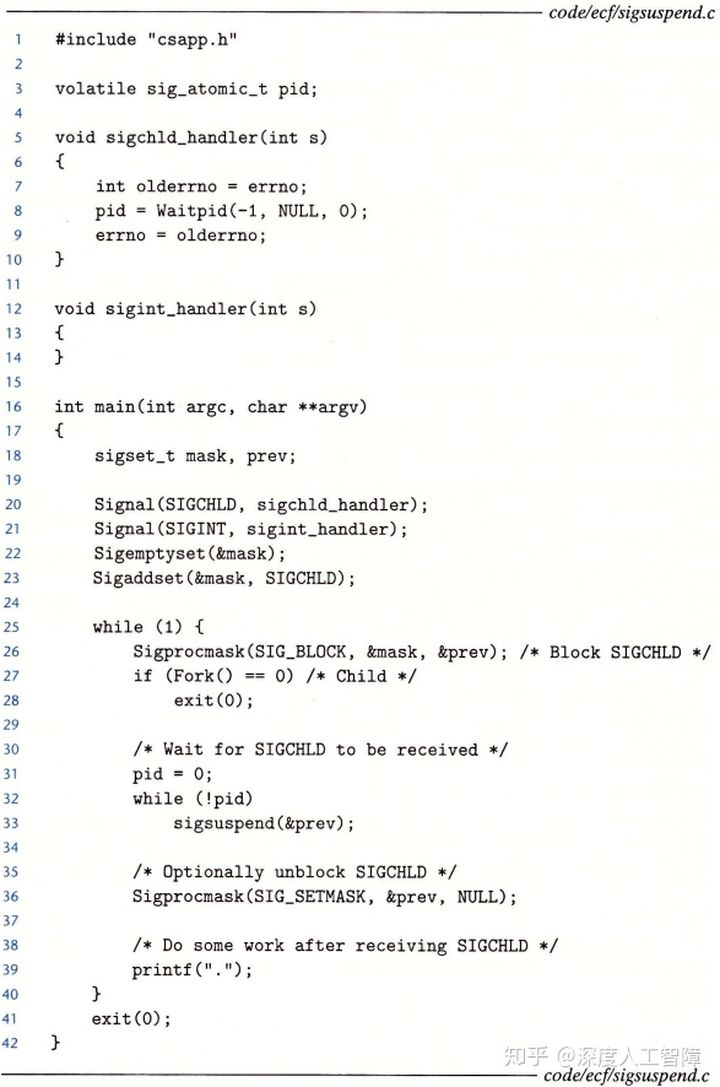 code/ecf/sigsuspend.c
1 #include "csapp.h"
2
3 volatile sig_atomic_t pid;
4
5 void sigchld_handler(int s)
6 {
7     int olderrno = errno;
8     pid = Waitpid(-1, NULL, 0);
9     errno = olderrno;
10 }
11
12 void sigint_handler(int s)
13 {
14 }
15
16 int main(int argc, char **argv)
17 {
18     sigset_t mask, prev;
19
20     Signal(SIGCHLD, sigchld_handler);
21     Signal(SIGINT, sigint_handler);
22     Sigemptyset(&mask);
23     Sigaddset(&mask, SIGCHLD);
24
25     while (1) {
26         Sigprocmask(SIG_BLOCK, &mask, &prev); /* Block SIGCHLD */
27         if (Fork() == 0) /* Child */
28             exit(0);
29
30         /* Wait for SIGCHLD to be received */
31         pid = 0;
32         while (!pid)
33             sigsuspend(&prev);
34
35         /* Optionally unblock SIGCHLD */
36         Sigprocmask(SIG_SETMASK, &prev, NULL);
37
38         /* Do some work after receiving SIGCHLD */
39         printf(".");
40     }
41     exit(0);
42 }
知乎 @深度人工智障
code/ecf/sigsuspend.c